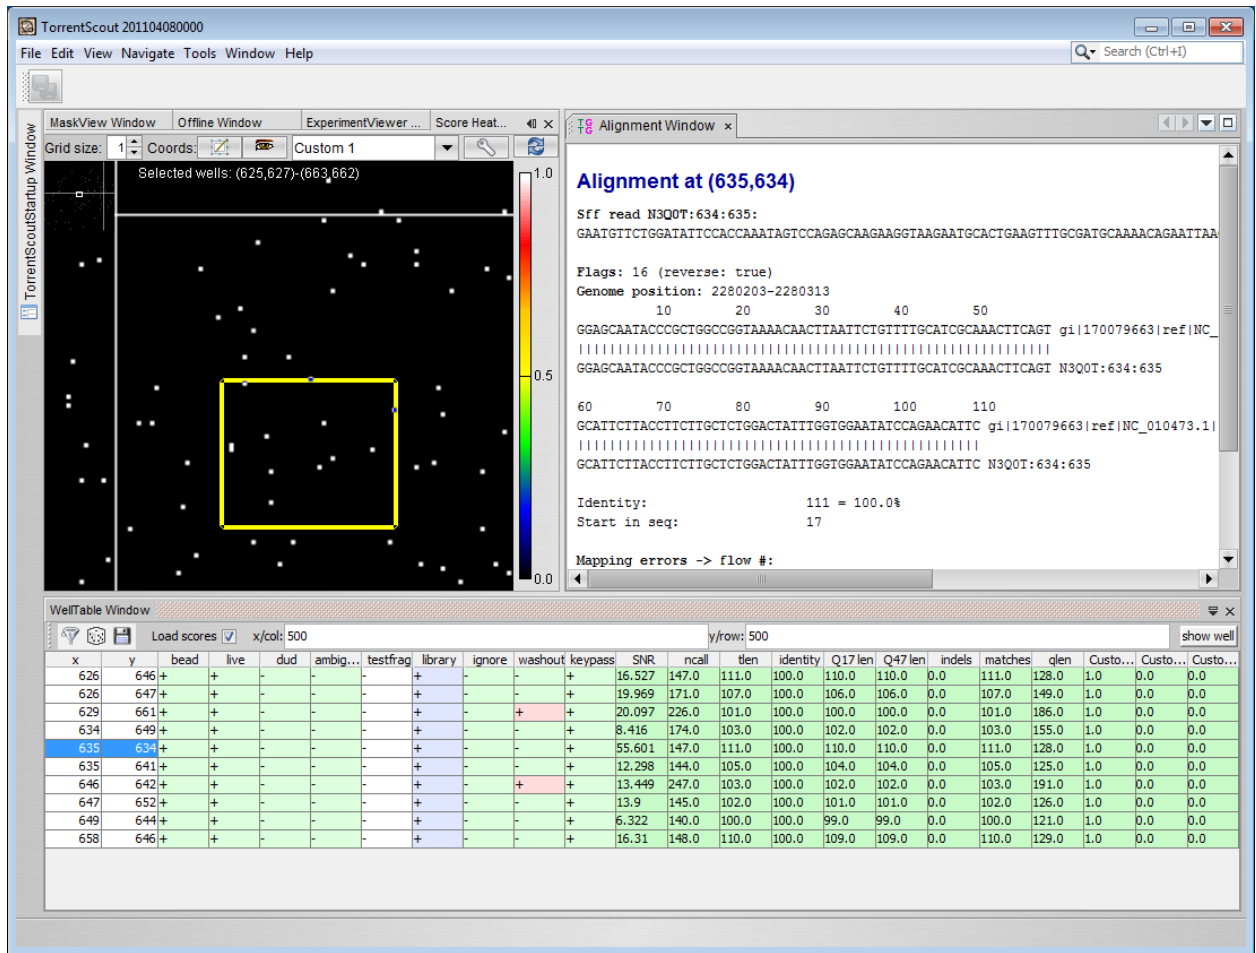 TorrentScout 201104080000
File Edit View Navigate Tools Window Help
Search (Ctrl+I)
TorrentScoutStartup Window
MaskView Window Offline Window ExperimentViewer ... Score Heat...
Grid size: 1 Coords: Custom 1
Selected wells: (625,627)-(663,662)
1.0
0.5
0.0
Alignment Window
Alignment at (635,634)
Sff read N3Q0T:634:635:
GAATGTTCTGGATATTCCACCAAATAGTCCAGAGCAAGAAGGTAAGAATGCACTGAAGTTTGCGATGCAAAACAGAATTAA
Flags: 16 (reverse: true)
Genome position: 2280203-2280313
10 20 30 40 50
GGAGCAATACCCGCTGGCCGGTAAAACAACTTAATTCTGTTTTGCATCGCAAACTTCAGT gi|170079663|ref|NC_
||||||||||||||||||||||||||||||||||||||||||||||||||||||||||||
GGAGCAATACCCGCTGGCCGGTAAAACAACTTAATTCTGTTTTGCATCGCAAACTTCAGT N3Q0T:634:635
60 70 80 90 100 110
GCATTCTTACCTTCTTGCTCTGGACTATTTGGTGGAATATCCAGAACATTC gi|170079663|ref|NC_010473.1|
|||||||||||||||||||||||||||||||||||||||||||||||||||
GCATTCTTACCTTCTTGCTCTGGACTATTTGGTGGAATATCCAGAACATTC N3Q0T:634:635
Identity: 111 = 100.0%
Start in seq: 17
Mapping errors -> flow #:
WellTable Window
Load scores x/col: 500 y/row: 500 show well
x y bead live dud ambig... testfrag library ignore washout keypass SNR ncall tlen identity Q17 len Q47 len indels matches qlen Custo... Custo... Custo...
626 646 + + - - - + - - + 16.527 147.0 111.0 100.0 110.0 110.0 0.0 111.0 128.0 1.0 0.0 0.0
626 647 + + - - - + - - + 19.969 171.0 107.0 100.0 106.0 106.0 0.0 107.0 149.0 1.0 0.0 0.0
629 661 + + - - - + - + + 20.097 226.0 101.0 100.0 100.0 100.0 0.0 101.0 186.0 1.0 0.0 0.0
634 649 + + - - - + - - + 8.416 174.0 103.0 100.0 102.0 102.0 0.0 103.0 155.0 1.0 0.0 0.0
635 634 + + - - - + - - + 55.601 147.0 111.0 100.0 110.0 110.0 0.0 111.0 128.0 1.0 0.0 0.0
635 641 + + - - - + - - + 12.298 144.0 105.0 100.0 104.0 104.0 0.0 105.0 125.0 1.0 0.0 0.0
646 642 + + - - - + - + + 13.449 247.0 103.0 100.0 102.0 102.0 0.0 103.0 191.0 1.0 0.0 0.0
647 652 + + - - - + - - + 13.9 145.0 102.0 100.0 101.0 101.0 0.0 102.0 126.0 1.0 0.0 0.0
649 644 + + - - - + - - + 6.322 140.0 100.0 100.0 99.0 99.0 0.0 100.0 121.0 1.0 0.0 0.0
658 646 + + - - - + - - + 16.31 148.0 110.0 100.0 109.0 109.0 0.0 110.0 129.0 1.0 0.0 0.0